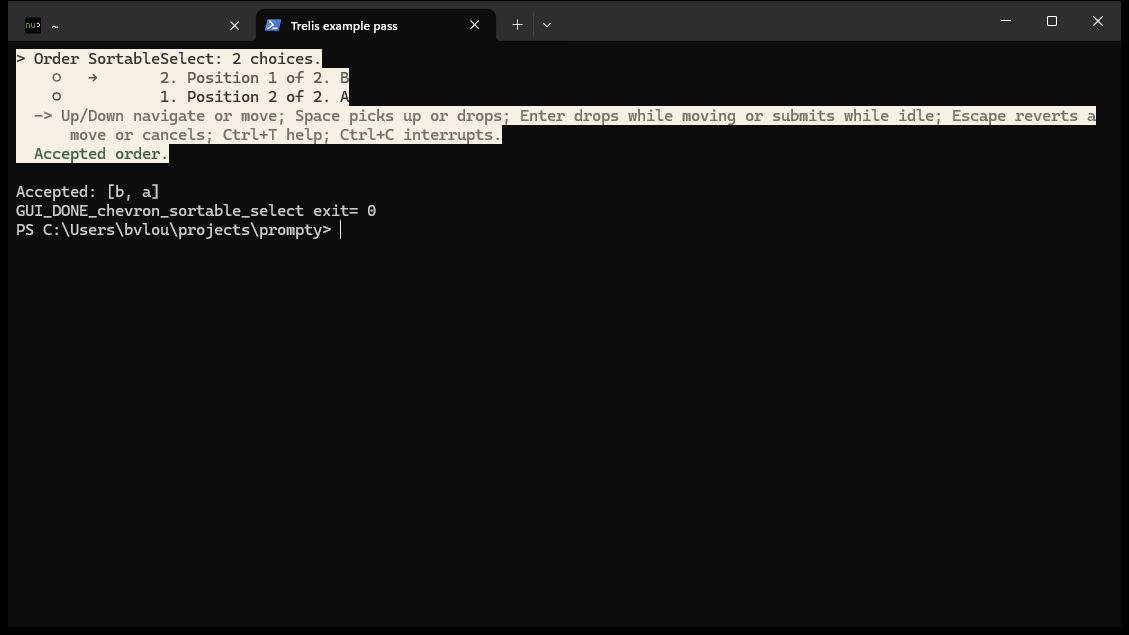 nu> ~
Trelis example pass
> Order SortableSelect: 2 choices.
○ → 2. Position 1 of 2. B
○ 1. Position 2 of 2. A
-> Up/Down navigate or move; Space picks up or drops; Enter drops while moving or submits while idle; Escape reverts a
move or cancels; Ctrl+T help; Ctrl+C interrupts.
Accepted order.
Accepted: [b, a]
GUI_DONE_chevron_sortable_select exit= 0
PS C:\Users\bvlou\projects\prompty>